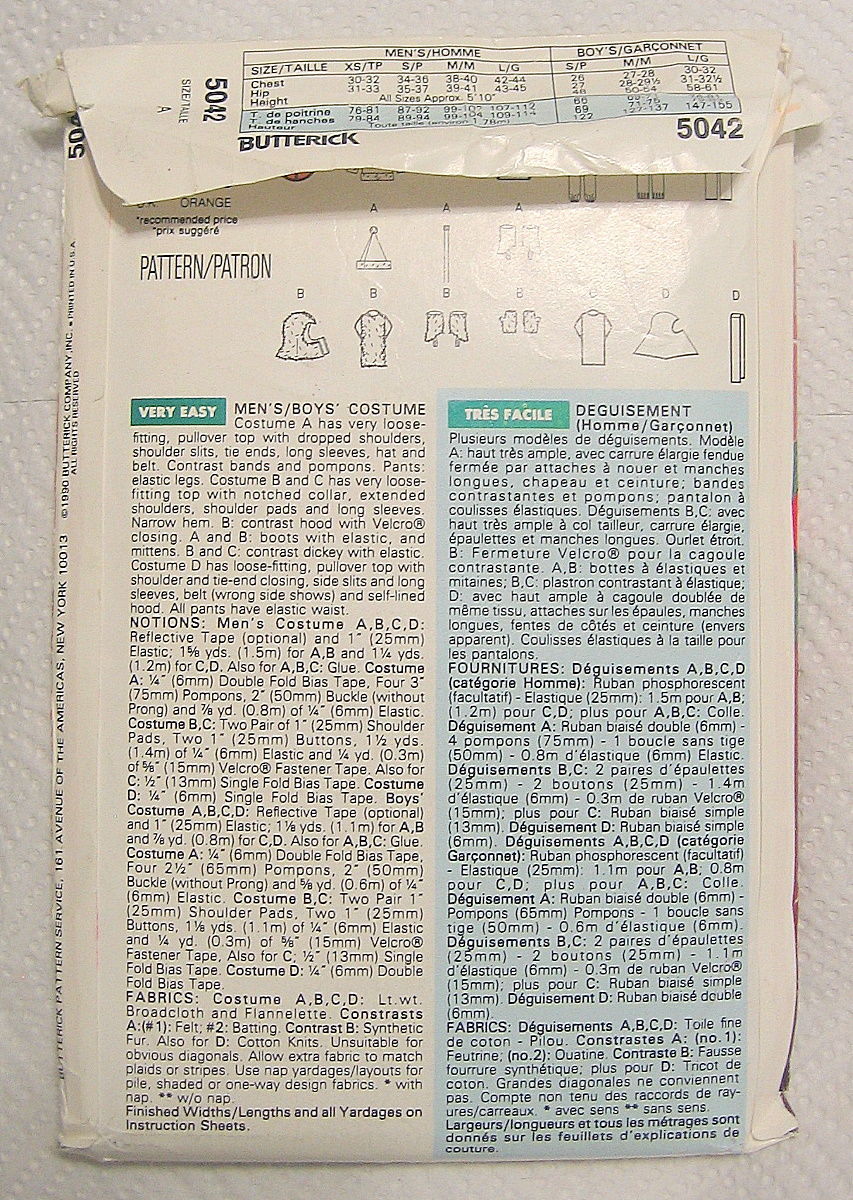 MEN'S/HOMME BOY'S/GARÇONNET
SIZE/TAILLE XS/TP S/P M/M L/G S/P M/M L/G
Chest 30-32 34-36 38-40 42-44 26 27-28 30-32
Hip 31-33 35-37 39-41 43-45 27 28-29½ 31-32½
Height All Sizes Approx. 5'10" 48 50-54 58-61
T. de poitrine 76-81 87-92 99-102 107-112 66
T. de hanches 79-84 89-94 99-104 109-114 69
Hauteur Toute taille (environ 1.78m) 122 127-137 147-155
BUTTERICK 5042
SIZE/TAILLE 5042
A
ORANGE
*recommended price
*prix suggéré
A A A
PATTERN/PATRON
B B B B C D D
VERY EASY MEN'S/BOYS' COSTUME
Costume A has very loose-
fitting, pullover top with dropped shoulders,
shoulder slits, tie ends, long sleeves, hat and
belt. Contrast bands and pompons. Pants:
elastic legs. Costume B and C has very loose-
fitting top with notched collar, extended
shoulders, shoulder pads and long sleeves.
Narrow hem. B: contrast hood with Velcro®
closing. A and B: boots with elastic, and
mittens. B and C: contrast dickey with elastic.
Costume D has loose-fitting, pullover top with
shoulder and tie-end closing, side slits and long
sleeves, belt (wrong side shows) and self-lined
hood. All pants have elastic waist.
NOTIONS: Men's Costume A,B,C,D:
Reflective Tape (optional) and 1" (25mm)
Elastic; 1⅝ yds. (1.5m) for A,B and 1¼ yds.
(1.2m) for C,D. Also for A,B,C: Glue. Costume
A: ¼" (6mm) Double Fold Bias Tape, Four 3"
(75mm) Pompons, 2" (50mm) Buckle (without
Prong) and ⅞ yd. (0.8m) of ¼" (6mm) Elastic.
Costume B,C: Two Pair of 1" (25mm) Shoulder
Pads, Two 1" (25mm) Buttons, 1½ yds.
(1.4m) of ¼" (6mm) Elastic and ¼ yd. (0.3m)
of ⅝" (15mm) Velcro® Fastener Tape. Also for
C: ½" (13mm) Single Fold Bias Tape. Costume
D: ¼" (6mm) Single Fold Bias Tape. Boys'
Costume A,B,C,D: Reflective Tape (optional)
and 1" (25mm) Elastic; 1⅛ yds. (1.1m) for A,B
and ⅞ yd. (0.8m) for C,D. Also for A,B,C: Glue.
Costume A: ¼" (6mm) Double Fold Bias Tape,
Four 2½" (65mm) Pompons, 2" (50mm)
Buckle (without Prong) and ⅝ yd. (0.6m) of ¼"
(6mm) Elastic. Costume B,C: Two Pair 1"
(25mm) Shoulder Pads, Two 1" (25mm)
Buttons, 1⅛ yds. (1.1m) of ¼" (6mm) Elastic
and ¼ yd. (0.3m) of ⅝" (15mm) Velcro®
Fastener Tape, Also for C; ½" (13mm) Single
Fold Bias Tape. Costume D: ¼" (6mm) Double
Fold Bias Tape.
FABRICS: Costume A,B,C,D: Lt.wt.
Broadcloth and Flannelette. Constrasts
A:(#1): Felt; #2: Batting. Contrast B: Synthetic
Fur. Also for D: Cotton Knits. Unsuitable for
obvious diagonals. Allow extra fabric to match
plaids or stripes. Use nap yardages/layouts for
pile, shaded or one-way design fabrics. * with
nap. ** w/o nap.
Finished Widths/Lengths and all Yardages on
Instruction Sheets.
TRÈS FACILE DEGUISEMENT
(Homme/Garçonnet)
Plusieurs modèles de déguisements. Modèle
A: haut très ample, avec carrure élargie fendue
fermée par attaches à nouer et manches
longues, chapeau et ceinture; bandes
contrastantes et pompons; pantalon à
coulisses élastiques. Déguisements B,C: avec
haut très ample à col tailleur, carrure élargie,
épaulettes et manches longues. Ourlet étroit.
B: Fermeture Velcro® pour la cagoule
contrastante. A,B: bottes à élastiques et
mitaines; B,C: plastron contrastant à élastique;
D: avec haut ample à cagoule doublée de
même tissu, attaches sur les épaules, manches
longues, fentes de côtés et ceinture (envers
apparent). Coulisses élastiques à la taille pour
les pantalons.
FOURNITURES: Déguisements A,B,C,D
(catégorie Homme): Ruban phosphorescent
(facultatif) - Elastique (25mm): 1.5m pour A,B;
(1.2m) pour C,D; plus pour A,B,C: Colle.
Déguisement A: Ruban biaisé double (6mm) -
4 pompons (75mm) - 1 boucle sans tige
(50mm) - 0.8m d'élastique (6mm) Elastic.
Déguisements B,C: 2 paires d'épaulettes
(25mm) - 2 boutons (25mm) - 1.4m
d'élastique (6mm) - 0.3m de ruban Velcro®
(15mm); plus pour C: Ruban biaisé simple
(13mm). Déguisement D: Ruban biaisé simple
(6mm). Déguisements A,B,C,D (catégorie
Garçonnet): Ruban phosphorescent (facultatif)
- Elastique (25mm): 1.1m pour A,B; 0.8m
pour C,D; plus pour A,B,C: Colle.
Déguisement A: Ruban biaisé double (6mm) -
Pompons (65mm) Pompons - 1 boucle sans
tige (50mm) - 0.6m d'élastique (6mm).
Déguisements B,C: 2 paires d'épaulettes
(25mm) - 2 boutons (25mm) - 1.1m
d'élastique (6mm) - 0.3m de ruban Velcro®
(15mm); plus pour C: Ruban biaisé simple
(13mm). Déguisement D: Ruban biaisé double
(6mm).
FABRICS: Déguisements A,B,C,D: Toile fine
de coton - Pilou. Constrastes A: (no.1):
Feutrine; (no.2): Ouatine. Contraste B: Fausse
fourrure synthétique; plus pour D: Tricot de
coton. Grandes diagonales ne conviennent
pas. Compte non tenu des raccords de ray-
ures/carreaux. * avec sens ** sans sens.
Largeurs/longueurs et tous les métrages sont
donnés sur les feuillets d'explications de
couture.
BUTTERICK PATTERN SERVICE, 161 AVENUE OF THE AMERICAS, NEW YORK 10013 ©1990 BUTTERICK COMPANY, INC. • PRINTED IN U.S.A.
ALL RIGHTS RESERVED